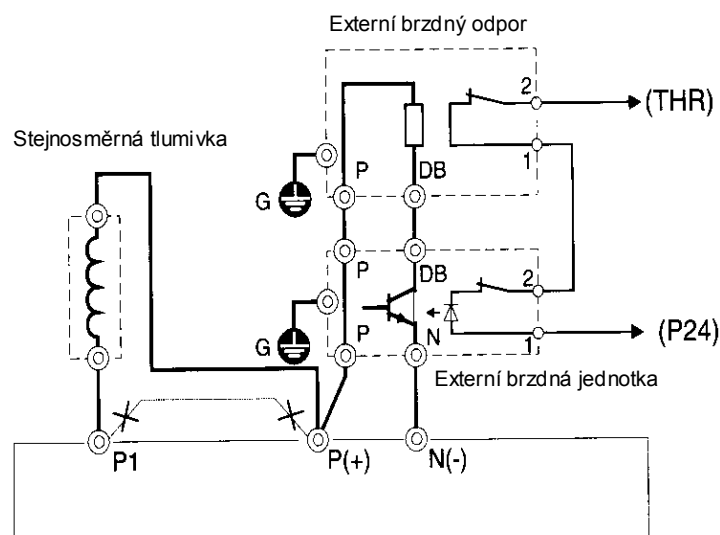 Externí brzdný odpor
2
(THR)
Stejnosměrná tlumivka
1
P
DB
G
P
DB
2
G
P
N
1
(P24)
Externí brzdná jednotka
P1
P(+)
N(-)